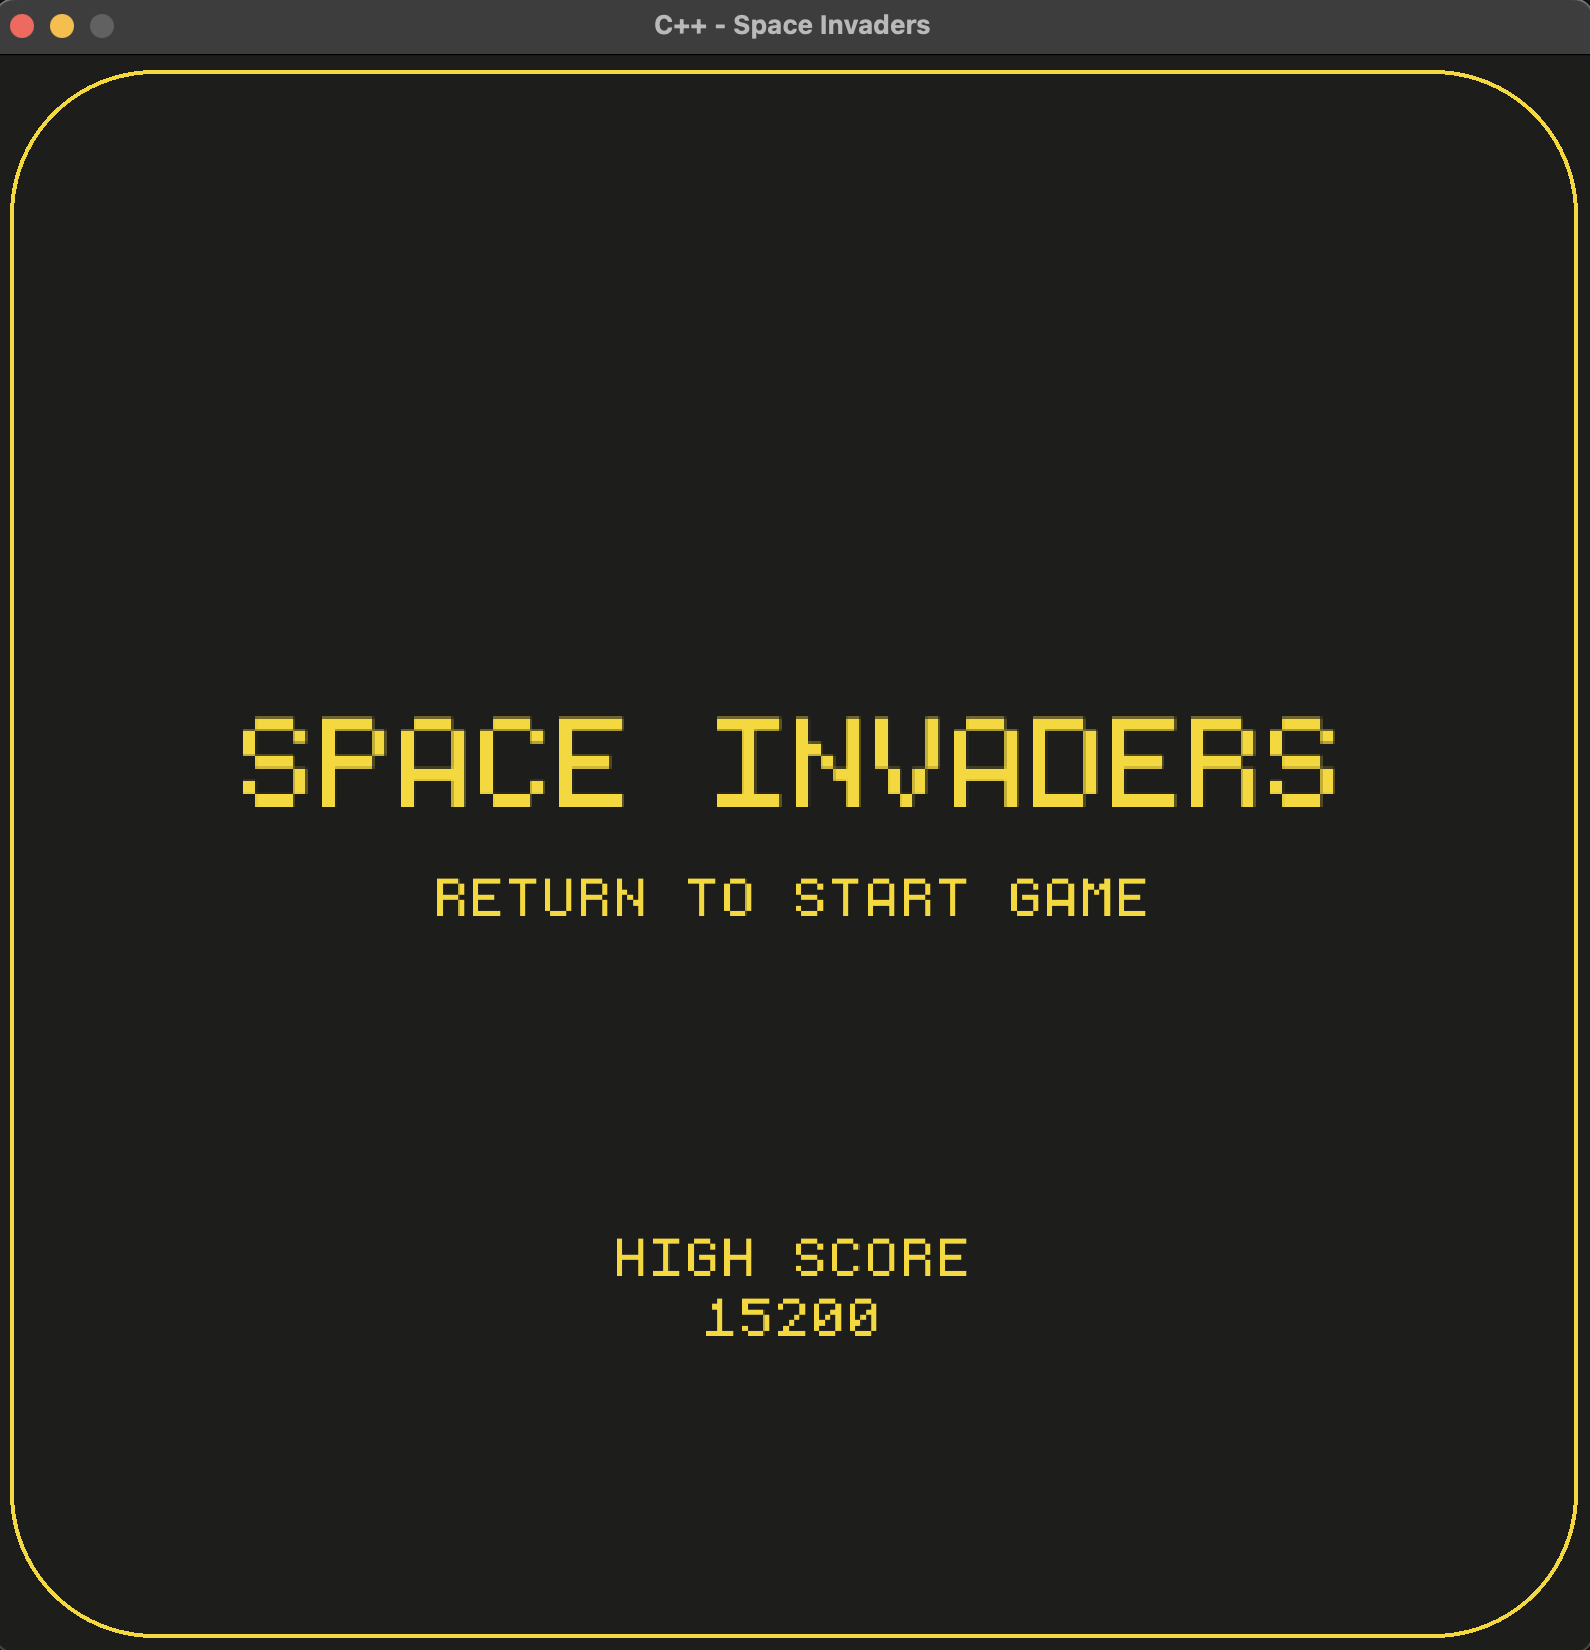 C++ - Space Invaders
SPACE INVADERS
RETURN TO START GAME
HIGH SCORE
15200